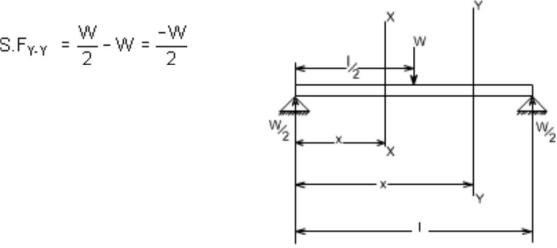 S.F_Y-Y = W/2 - W = -W/2
X
Y
W
l/2
W/2
W/2
x
X
x
Y
l